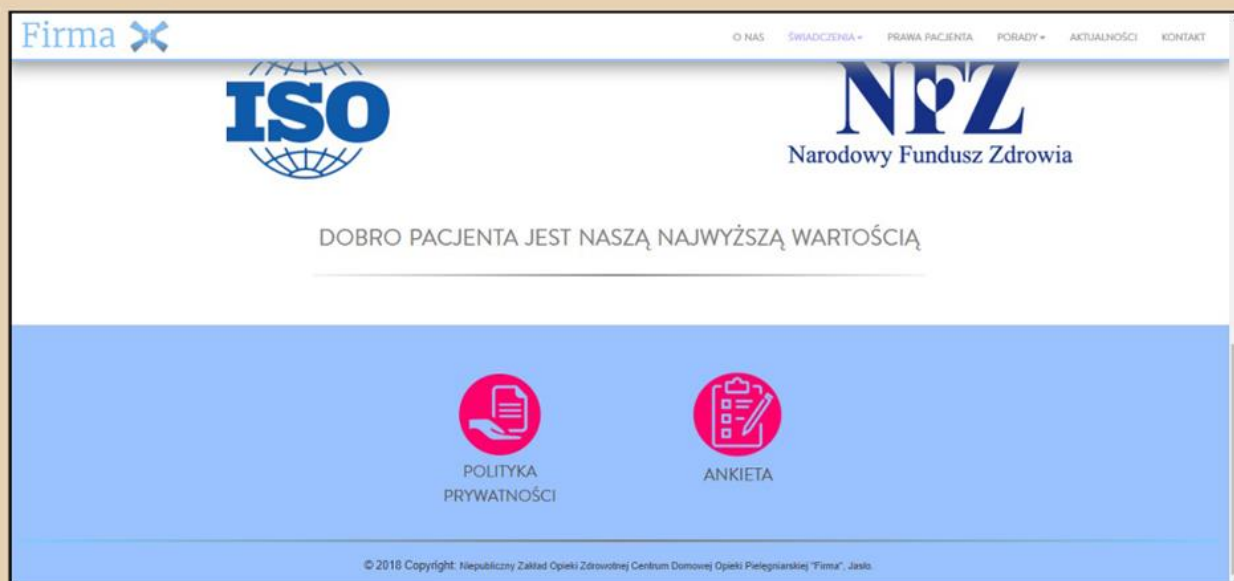 Firma
O NAS ŚWIADCZENIA PRAWA PACJENTA PORADY AKTUALNOŚCI KONTAKT
ISO
NFZ
Narodowy Fundusz Zdrowia
DOBRO PACJENTA JEST NASZĄ NAJWYŻSZĄ WARTOŚCIĄ
POLITYKA
PRYWATNOŚCI
ANKIETA
© 2018 Copyright: Niepubliczny Zakład Opieki Zdrowotnej Centrum Domowej Opieki Pielęgniarskiej "Firma", Jasło.